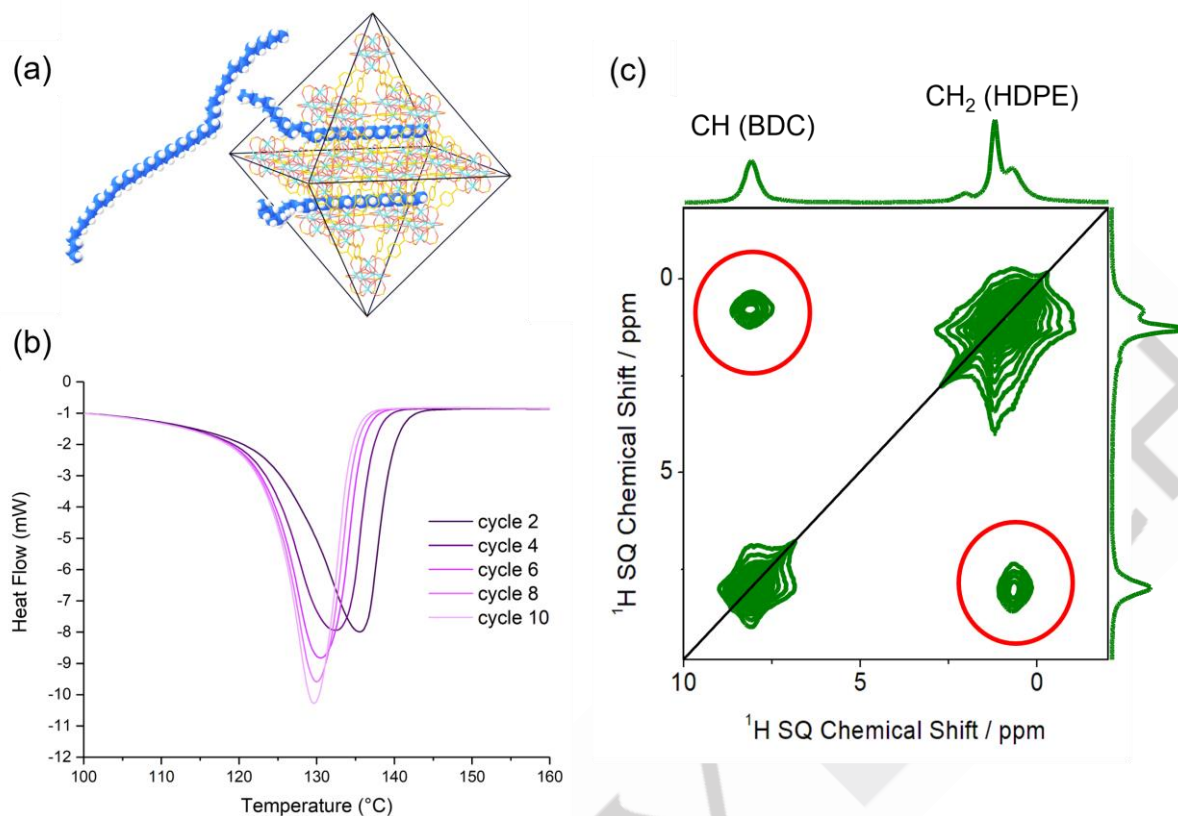 (a)
(b)
0
-1
-2
-3
-4
-5
-6
-7
-8
-9
-10
-11
-12
Heat Flow (mW)
cycle 2
cycle 4
cycle 6
cycle 8
cycle 10
100
110
120
130
140
150
160
Temperature (°C)
(c)
CH (BDC)
CH₂ (HDPE)
0
5
¹H SQ Chemical Shift / ppm
10
5
0
¹H SQ Chemical Shift / ppm